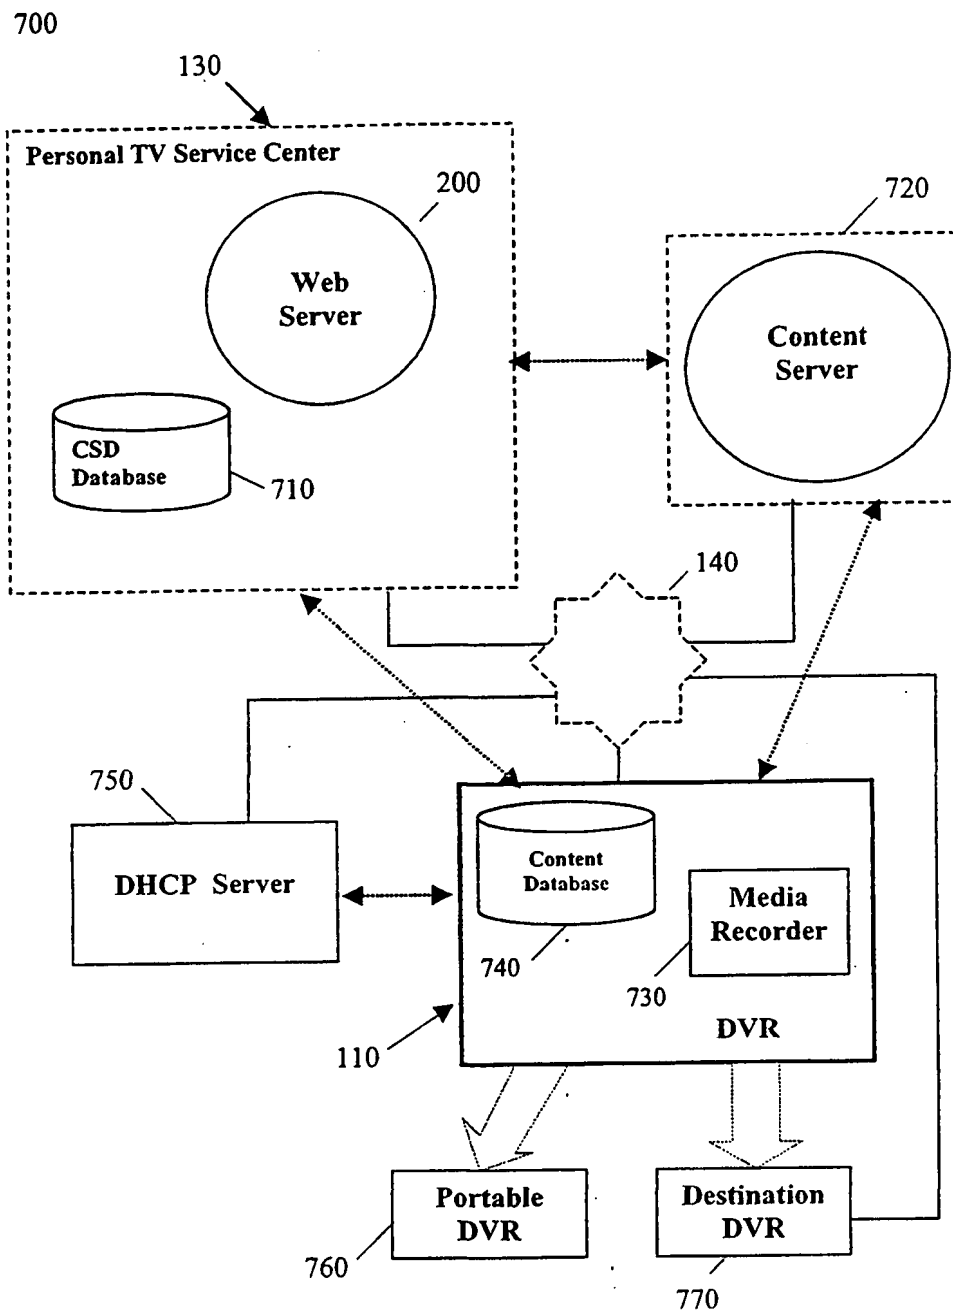 700
130
Personal TV Service Center
200
720
Web
Server
Content
Server
CSD
Database
710
140
750
DHCP Server
Content
Database
Media
Recorder
740
730
DVR
110
Portable
DVR
Destination
DVR
760
770